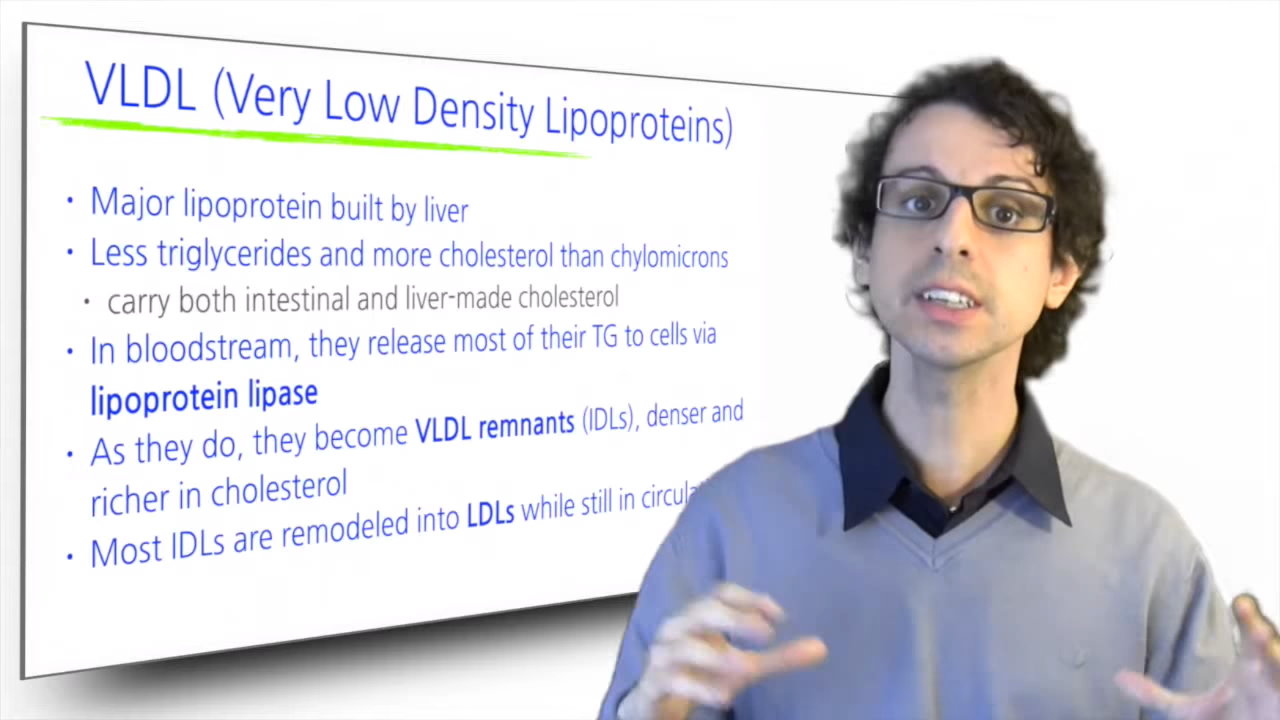 VLDL (Very Low Density Lipoproteins)
• Major lipoprotein built by liver
• Less triglycerides and more cholesterol than chylomicrons
• carry both intestinal and liver-made cholesterol
• In bloodstream, they release most of their TG to cells via
lipoprotein lipase
• As they do, they become VLDL remnants (IDLs), denser and
richer in cholesterol
• Most IDLs are remodeled into LDLs while still in